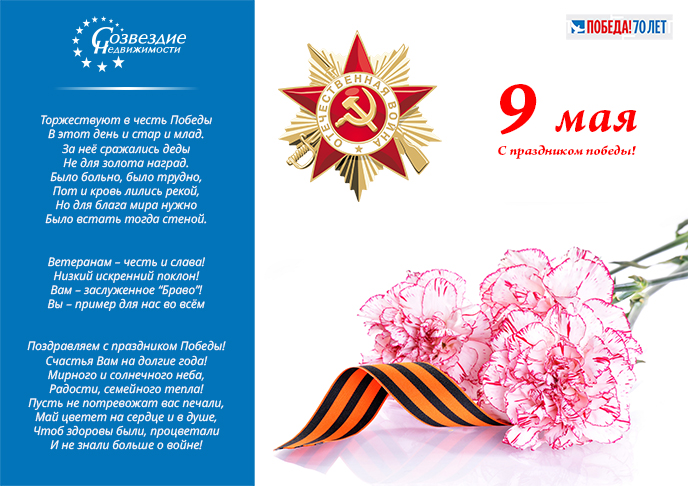 Созвездие
Недвижимости
Торжествуют в честь Победы
В этот день и стар и млад.
За неё сражались деды
Не для золота наград.
Было больно, было трудно,
Пот и кровь лились рекой,
Но для блага мира нужно
Было встать тогда стеной.
Ветеранам – честь и слава!
Низкий искренний поклон!
Вам – заслуженное “Браво”!
Вы – пример для нас во всём
Поздравляем с праздником Победы!
Счастья Вам на долгие года!
Мирного и солнечного неба,
Радости, семейного тепла!
Пусть не потревожат вас печали,
Май цветет на сердце и в душе,
Чтоб здоровы были, процветали
И не знали больше о войне!
ОТЕЧЕСТВЕННАЯ ВОЙНА
ПОБЕДА! 70 ЛЕТ
9 мая
С праздником победы!